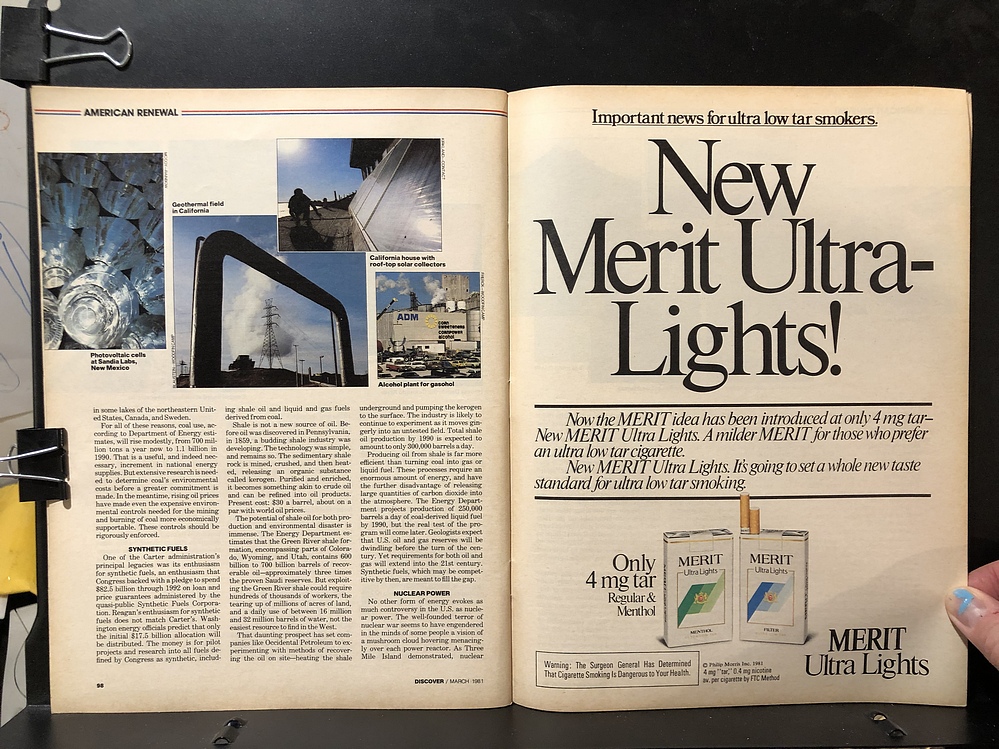 AMERICAN RENEWAL
Geothermal field
in California
California house with
roof-top solar collectors
ADM
CORN
SWEETENERS
CORNPOWER
ALCOHOL
Photovoltaic cells
at Sandia Labs,
New Mexico
Alcohol plant for gasohol
in some lakes of the northeastern Unit-
ed States, Canada, and Sweden.
For all of these reasons, coal use, ac-
cording to Department of Energy esti-
mates, will rise modestly, from 700 mil-
lion tons a year now to 1.1 billion in
1990. That is a useful, and indeed nec-
essary, increment in national energy
supplies. But extensive research is need-
ed to determine coal's environmental
costs before a greater commitment is
made. In the meantime, rising oil prices
have made even the expensive environ-
mental controls needed for the mining
and burning of coal more economically
supportable. These controls should be
rigorously enforced.
SYNTHETIC FUELS
One of the Carter administration's
principal legacies was its enthusiasm
for synthetic fuels, an enthusiasm that
Congress backed with a pledge to spend
$82.5 billion through 1992 on loan and
price guarantees administered by the
quasi-public Synthetic Fuels Corpora-
tion. Reagan's enthusiasm for synthetic
fuels does not match Carter's. Wash-
ington energy officials predict that only
the initial $17.5 billion allocation will
be distributed. The money is for pilot
projects and research into all fuels de-
fined by Congress as synthetic, includ-
ing shale oil and liquid and gas fuels
derived from coal.
Shale is not a new source of oil. Be-
fore oil was discovered in Pennsylvania,
in 1859, a budding shale industry was
developing. The technology was simple,
and remains so. The sedimentary shale
rock is mined, crushed, and then heat-
ed, releasing an organic substance
called kerogen. Purified and enriched,
it becomes something akin to crude oil
and can be refined into oil products.
Present cost: $30 a barrel, about on a
par with world oil prices.
The potential of shale oil for both pro-
duction and environmental disaster is
immense. The Energy Department es-
timates that the Green River shale for-
mation, encompassing parts of Colora-
do, Wyoming, and Utah, contains 600
billion to 700 billion barrels of recov-
erable oil—approximately three times
the proven Saudi reserves. But exploit-
ing the Green River shale could require
hundreds of thousands of workers, the
tearing up of millions of acres of land,
and a daily use of between 16 million
and 32 million barrels of water, not the
easiest resource to find in the West.
That daunting prospect has set com-
panies like Occidental Petroleum to ex-
perimenting with methods of recover-
ing the oil on site—heating the shale
underground and pumping the kerogen
to the surface. The industry is likely to
continue to experiment as it moves gin-
gerly into an untested field. Total shale
oil production by 1990 is expected to
amount to only 300,000 barrels a day.
Producing oil from shale is far more
efficient than turning coal into gas or
liquid fuel. These processes require an
enormous amount of energy, and have
the further disadvantage of releasing
large quantities of carbon dioxide into
the atmosphere. The Energy Depart-
ment projects production of 250,000
barrels a day of coal-derived liquid fuel
by 1990, but the real test of the pro-
gram will come later. Geologists expect
that U.S. oil and gas reserves will be
dwindling before the turn of the cen-
tury. Yet requirements for both oil and
gas will extend into the 21st century.
Synthetic fuels, which may be compet-
itive by then, are meant to fill the gap.
NUCLEAR POWER
No other form of energy evokes as
much controversy in the U.S. as nucle-
ar power. The well-founded terror of
nuclear war seems to have engendered
in the minds of some people a vision of
a mushroom cloud hovering menacing-
ly over each power reactor. As Three
Mile Island demonstrated, nuclear
98
DISCOVER / MARCH 1981
Important news for ultra low tar smokers.
New
Merit Ultra-
Lights!
Now the MERIT idea has been introduced at only 4 mg tar—
New MERIT Ultra Lights. A milder MERIT for those who prefer
an ultra low tar cigarette.
New MERIT Ultra Lights. It's going to set a whole new taste
standard for ultra low tar smoking.
Only
4 mg tar
Regular &
Menthol
MERIT
Ultra Lights
MENTHOL
MERIT
Ultra Lights
FILTER
MERIT
Ultra Lights
Warning: The Surgeon General Has Determined
That Cigarette Smoking Is Dangerous to Your Health.
© Philip Morris Inc. 1981
4 mg "tar," 0.4 mg nicotine
av. per cigarette by FTC Method